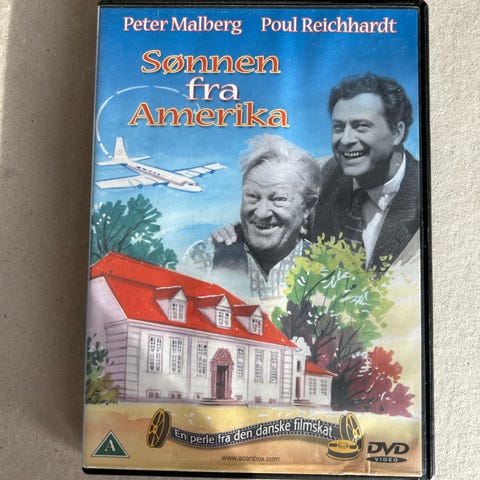 Peter Malberg Poul Reichhardt
Sønnen
fra
Amerika
En perle fra den danske filmskat
A
www.scanbox.com
DVD
VIDEO